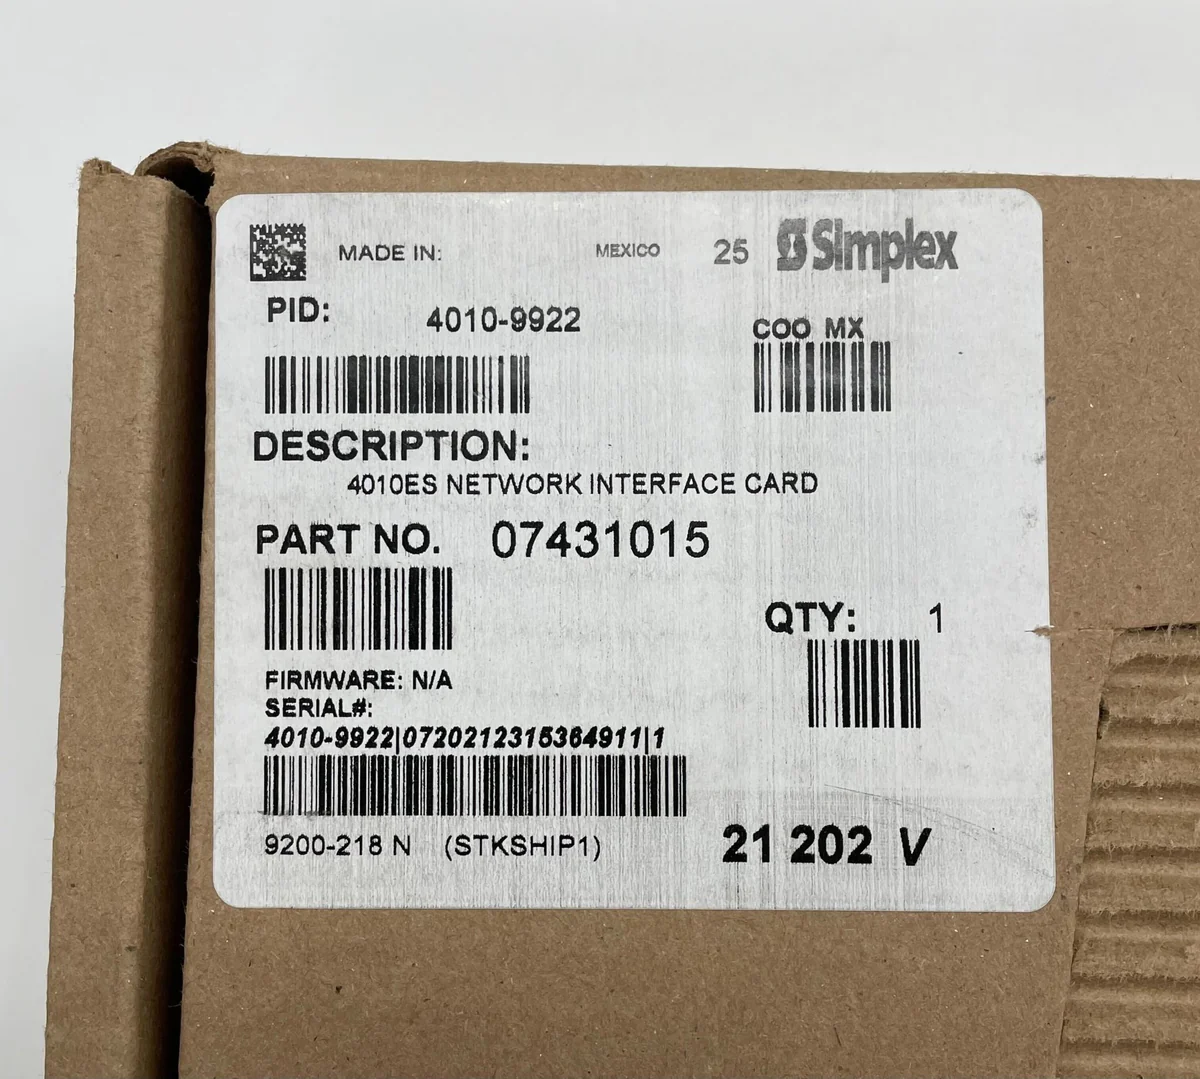 MADE IN: MEXICO 25 Simplex
PID: 4010-9922
COO MX
DESCRIPTION:
4010ES NETWORK INTERFACE CARD
PART NO. 07431015
QTY: 1
FIRMWARE: N/A
SERIAL#:
4010-9922|0720212315364911|1
9200-218 N (STKSHIP1)
21 202 V